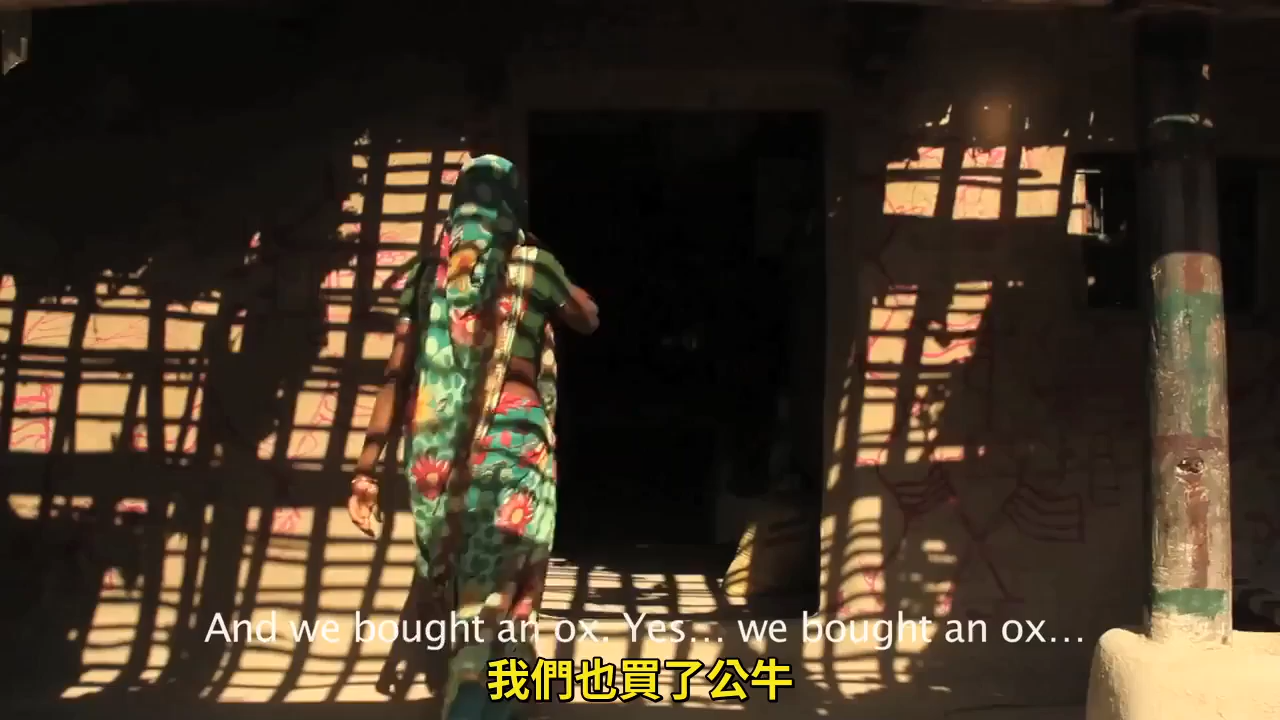 And we bought an ox. Yes... we bought an ox...
我們也買了公牛